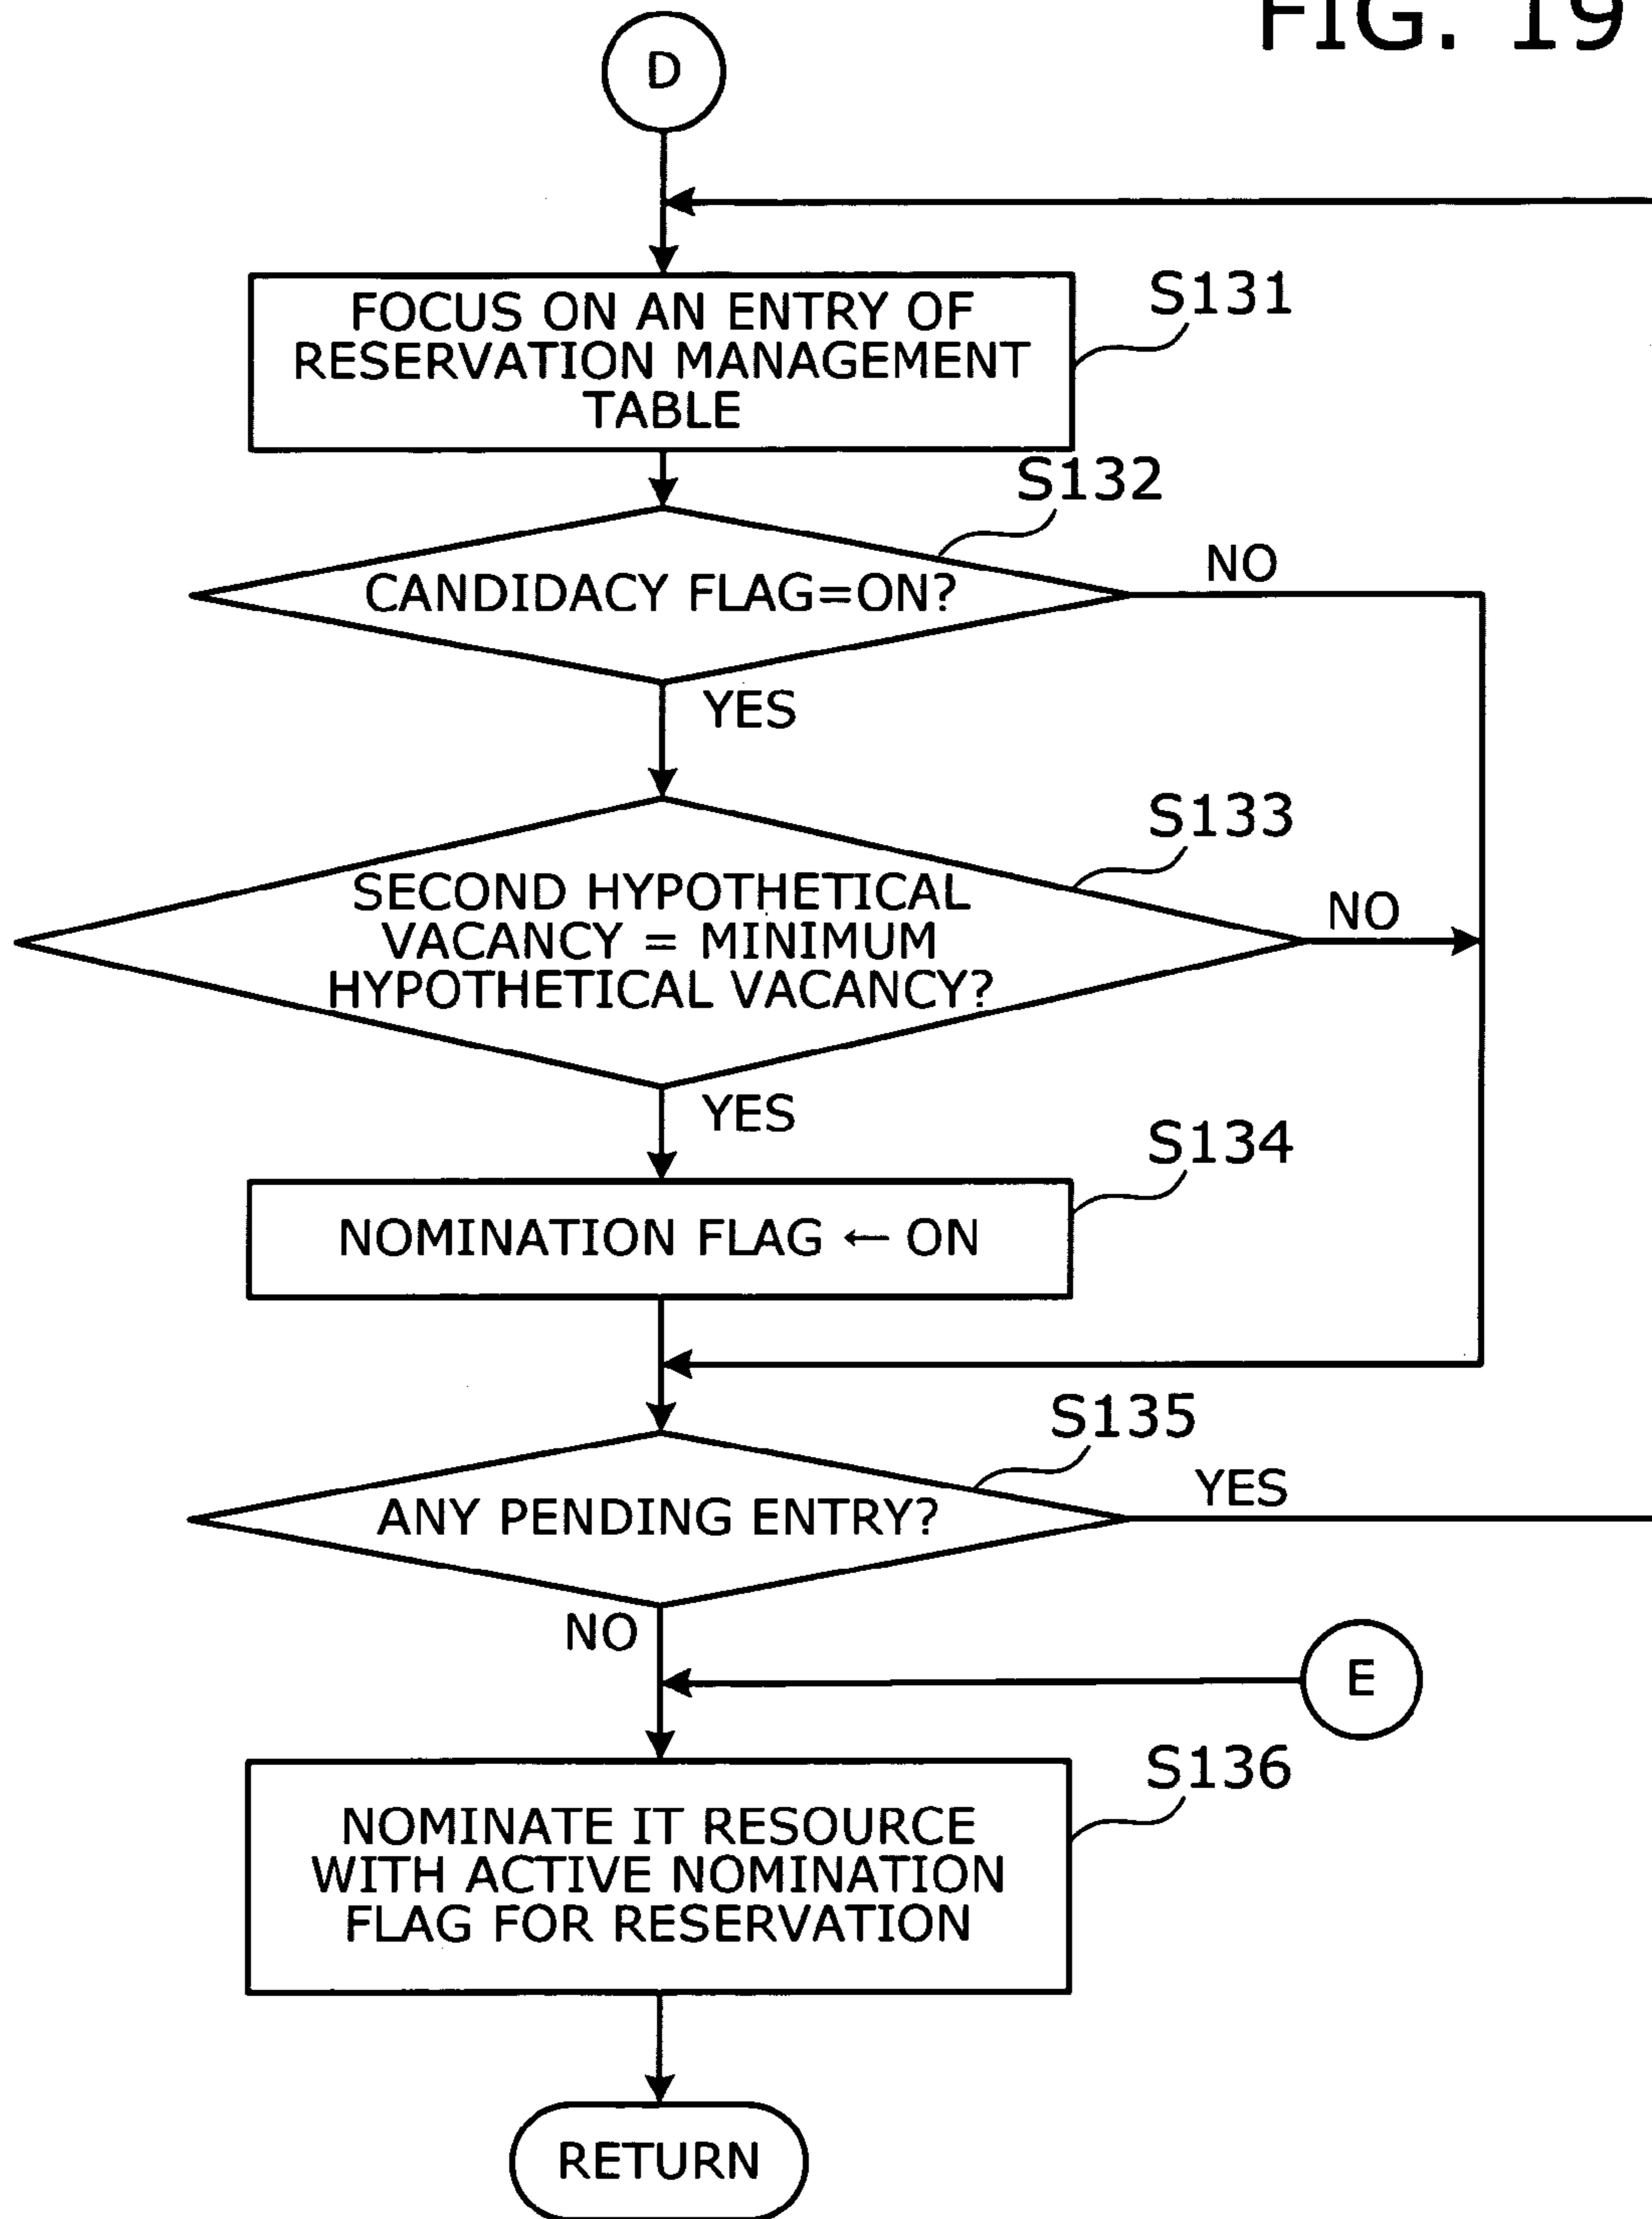 FIG. 19
D
FOCUS ON AN ENTRY OF
RESERVATION MANAGEMENT
TABLE
S131
S132
CANDIDACY FLAG=ON?
NO
YES
S133
SECOND HYPOTHETICAL
VACANCY = MINIMUM
HYPOTHETICAL VACANCY?
NO
YES
S134
NOMINATION FLAG ← ON
S135
ANY PENDING ENTRY?
YES
NO
E
S136
NOMINATE IT RESOURCE
WITH ACTIVE NOMINATION
FLAG FOR RESERVATION
RETURN